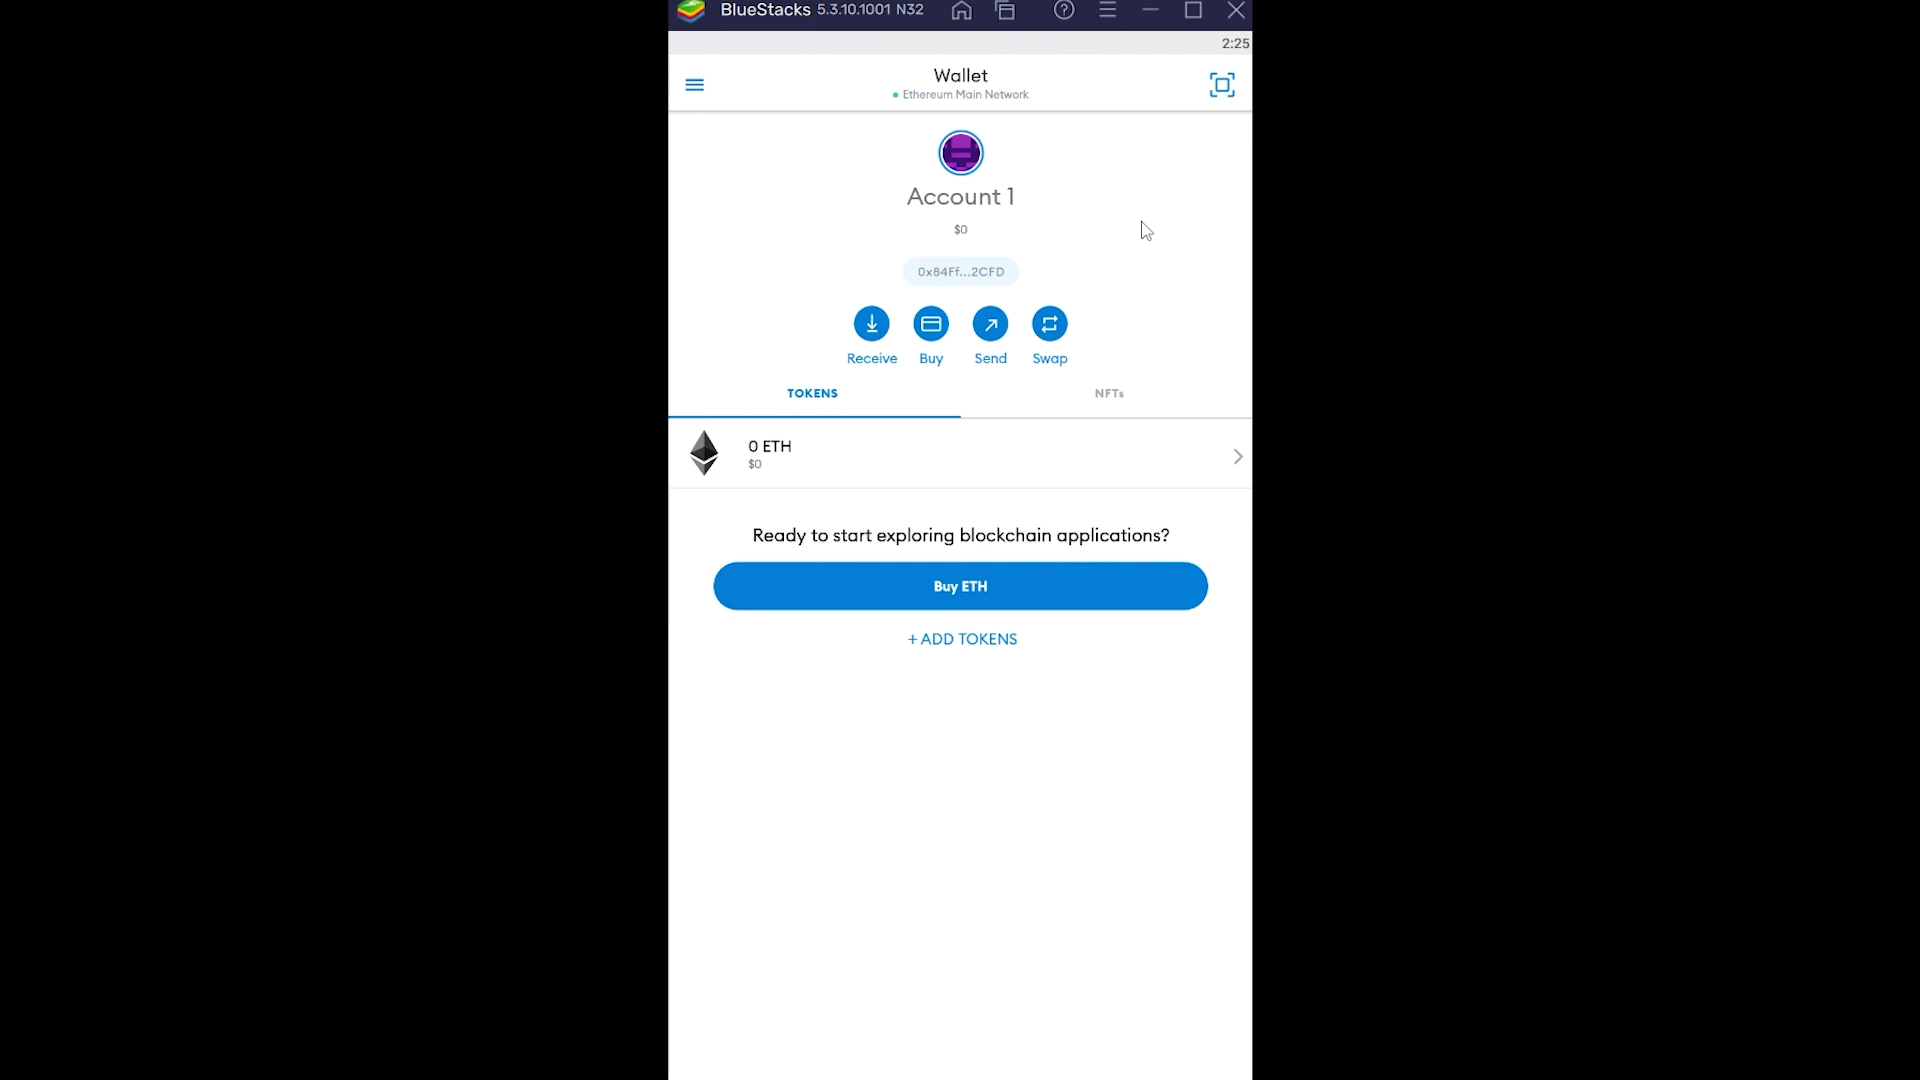 BlueStacks 5.3.10.1001 N32
2:25
Wallet
Ethereum Main Network
Account 1
$0
0x84Ff...2CFD
Receive Buy Send Swap
TOKENS NFTs
0 ETH
$0
Ready to start exploring blockchain applications?
Buy ETH
+ ADD TOKENS